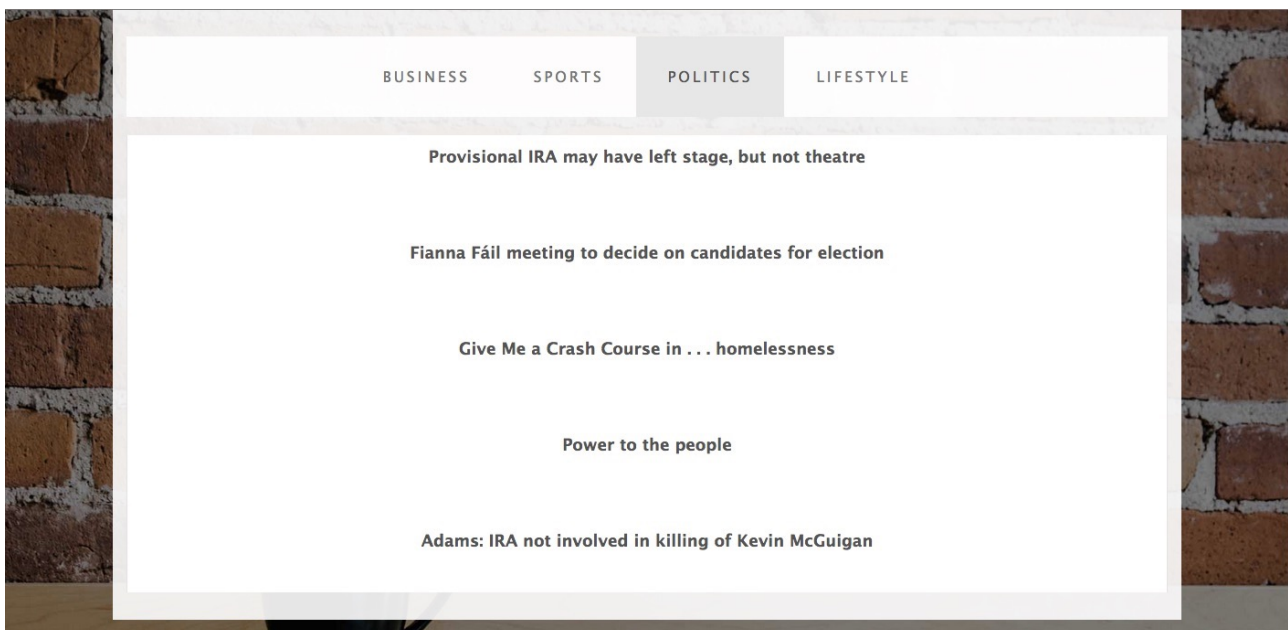 BUSINESS SPORTS POLITICS LIFESTYLE
Provisional IRA may have left stage, but not theatre
Fianna Fáil meeting to decide on candidates for election
Give Me a Crash Course in . . . homelessness
Power to the people
Adams: IRA not involved in killing of Kevin McGuigan